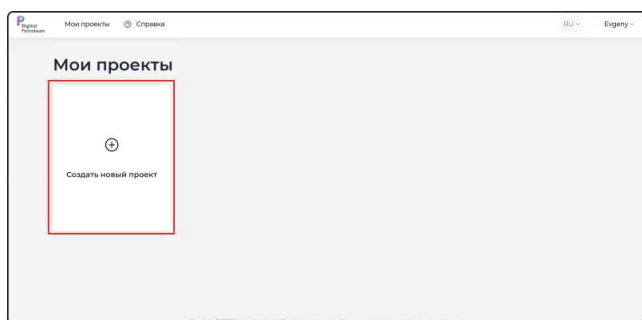 Digital
Petroleum
Мои проекты
Справка
RU
Evgeny
Мои проекты
Создать новый проект